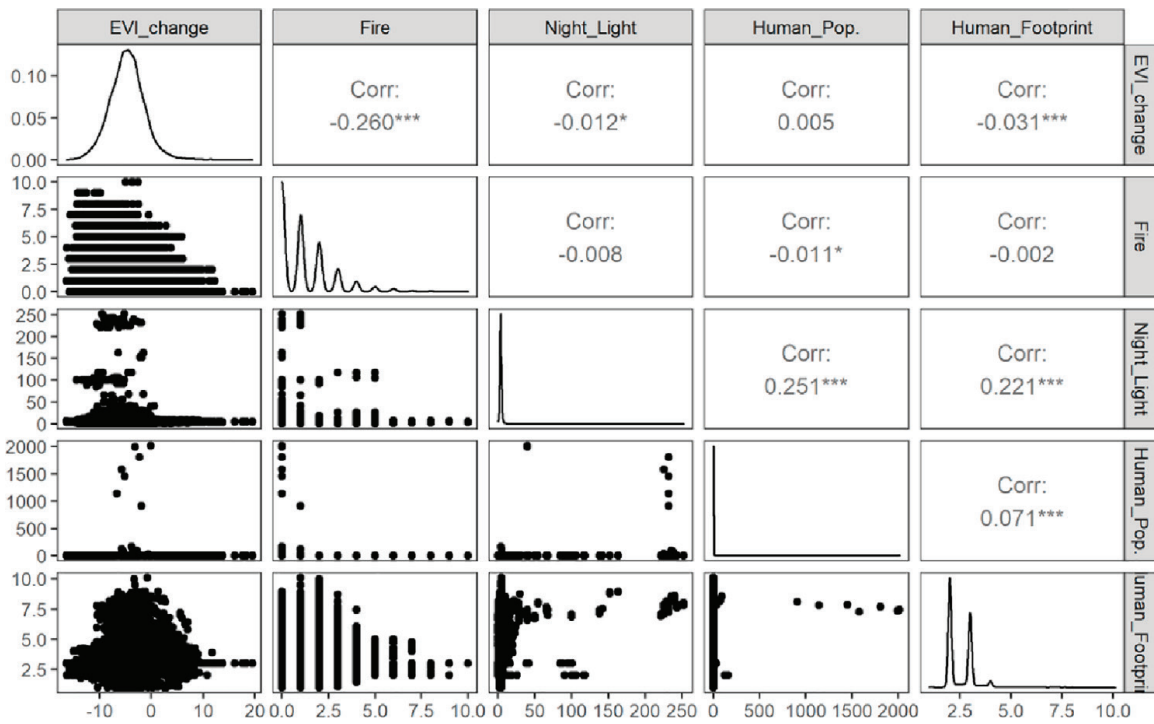 EVI_change Fire Night_Light Human_Pop. Human_Footprint
0.10
0.05
0.00
Corr:
-0.260***
Corr:
-0.012*
Corr:
0.005
Corr:
-0.031***
EVI_change
10.0
7.5
5.0
2.5
0.0
Corr:
-0.008
Corr:
-0.011*
Corr:
-0.002
Fire
250
200
150
100
50
0
Corr:
0.251***
Corr:
0.221***
Night_Light
2000
1500
1000
500
0
Corr:
0.071***
Human_Pop.
10.0
7.5
5.0
2.5
uman_Footprin
-10 0 10 20 0.0 2.5 5.0 7.5 10.0 0 50 100 150 200 250 0 500 1000 1500 2000 2.5 5.0 7.5 10.0